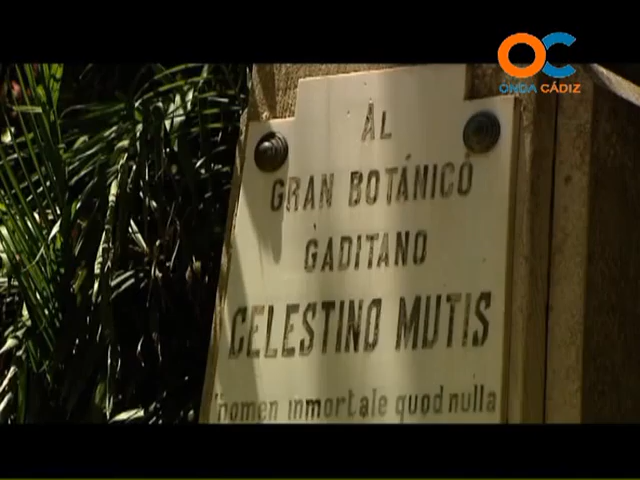 OC
ONDA CÁDIZ
AL
GRAN BOTÁNICO
GADITANO
CELESTINO MUTIS
nomen inmortale quod nulla